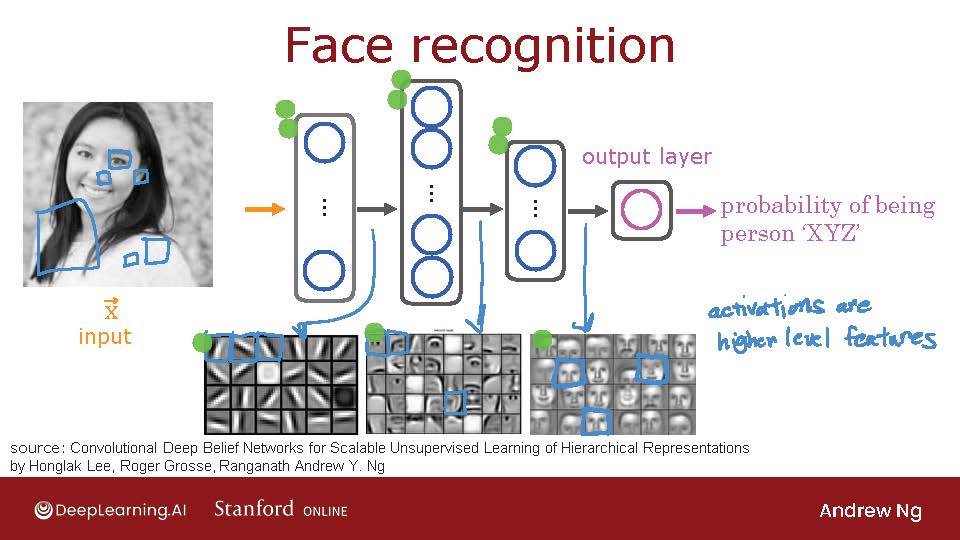 Face recognition
output layer
probability of being
person ‘XYZ’
x
input
activations are
higher level features
source: Convolutional Deep Belief Networks for Scalable Unsupervised Learning of Hierarchical Representations
by Honglak Lee, Roger Grosse, Ranganath Andrew Y. Ng
DeepLearning.AI
Stanford ONLINE
Andrew Ng